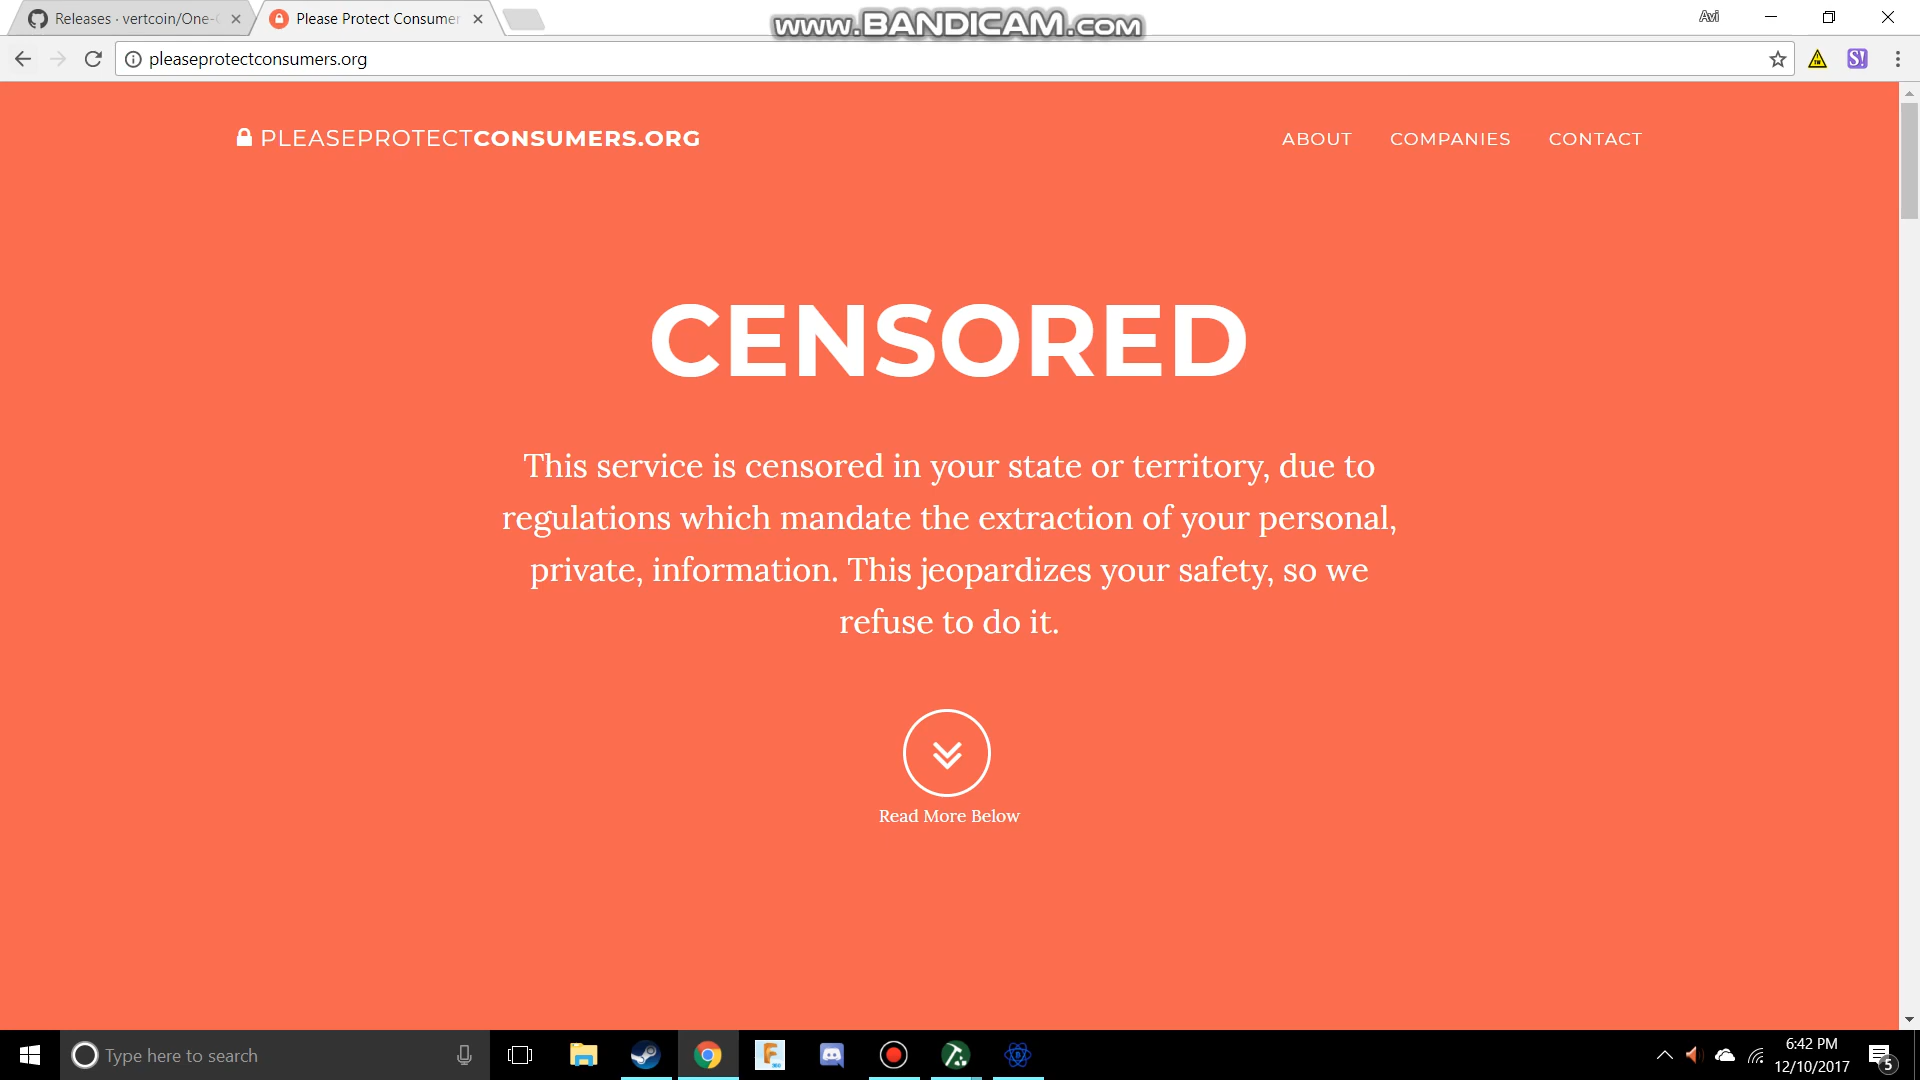 Releases · vertcoin/One-
Please Protect Consumer
www.BANDICAM.com
Avi
pleaseprotectconsumers.org
TW
S!
PLEASEPROTECTCONSUMERS.ORG
ABOUT
COMPANIES
CONTACT
CENSORED
This service is censored in your state or territory, due to
regulations which mandate the extraction of your personal,
private, information. This jeopardizes your safety, so we
refuse to do it.
Read More Below
Type here to search
6:42 PM
12/10/2017
5